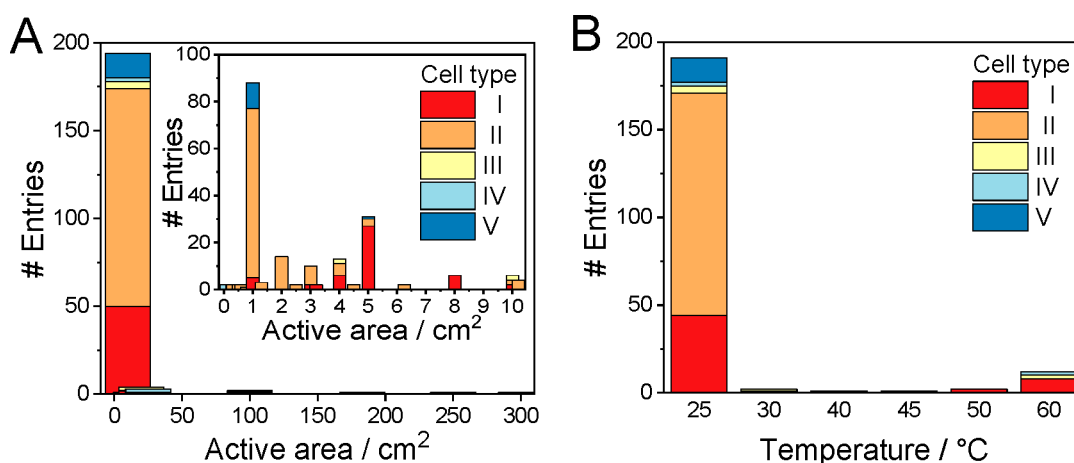 A
# Entries
200
150
100
50
0
0
50
100
150
200
250
300
Active area / cm²
# Entries
100
80
60
40
20
0
0
1
2
3
4
5
6
7
8
9
10
Active area / cm²
Cell type
I
II
III
IV
V
B
# Entries
200
150
100
50
0
25
30
40
45
50
60
Temperature / °C
Cell type
I
II
III
IV
V